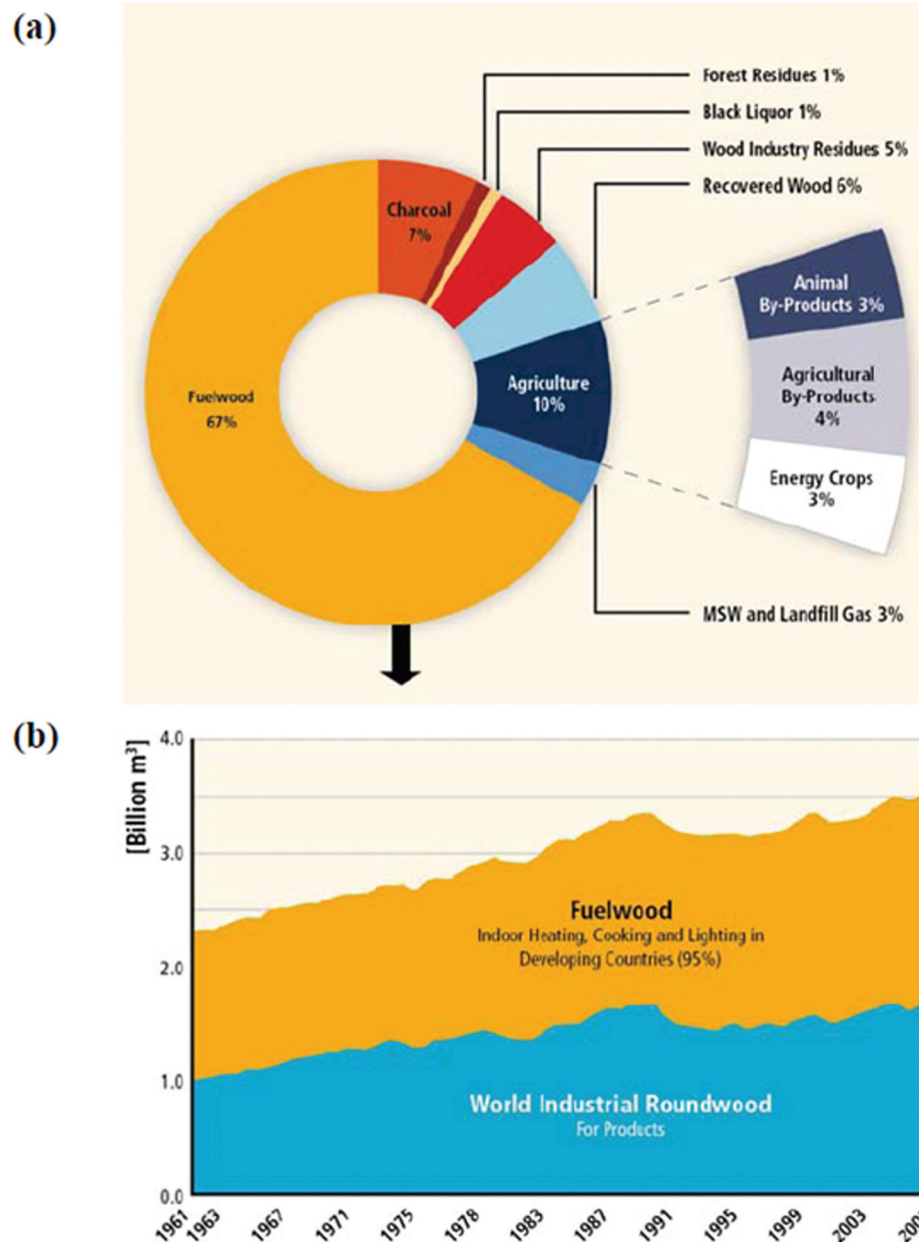 (a)
Forest Residues 1%
Black Liquor 1%
Wood Industry Residues 5%
Recovered Wood 6%
Charcoal
7%
Animal
By-Products 3%
Agricultural
By-Products
4%
Energy Crops
3%
Agriculture
10%
Fuelwood
67%
MSW and Landfill Gas 3%
(b)
[Billion m³]
4.0
3.0
2.0
1.0
0.0
Fuelwood
Indoor Heating, Cooking and Lighting in
Developing Countries (95%)
World Industrial Roundwood
For Products
1961
1963
1967
1971
1975
1978
1983
1987
1991
1995
1999
2003